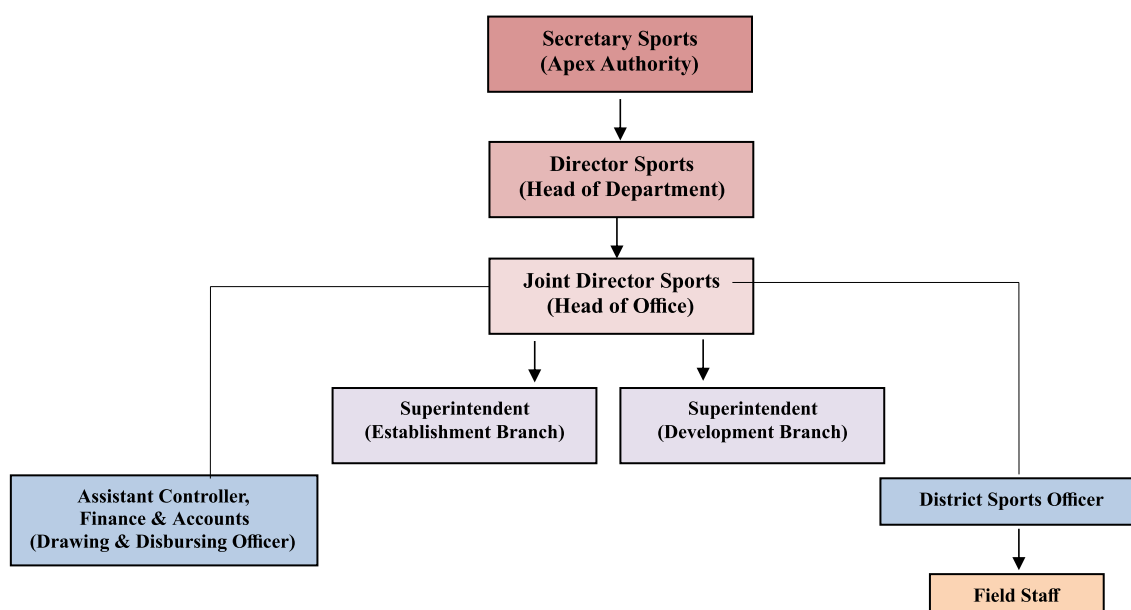 Secretary Sports
(Apex Authority)
Director Sports
(Head of Department)
Joint Director Sports
(Head of Office)
Superintendent
(Establishment Branch)
Superintendent
(Development Branch)
Assistant Controller,
Finance & Accounts
(Drawing & Disbursing Officer)
District Sports Officer
Field Staff